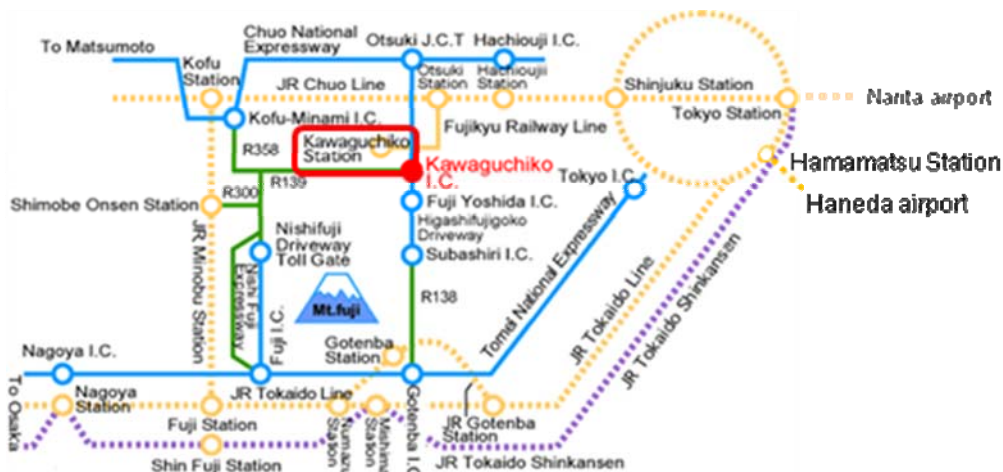 To Matsumoto
Chuo National
Expressway
Otsuki J.C.T
Hachiouji I.C.
Kofu
Station
JR Chuo Line
Otsuki
Station
Hachioujii
Station
Shinjuku Station
Tokyo Station
Narita airport
Kofu-Minami I.C.
Fujikyu Railway Line
R358
Kawaguchiko
Station
Kawaguchiko
I.C.
R139
Hamamatsu Station
Haneda airport
Tokyo I.C.
R300
Shimobe Onsen Station
Fuji Yoshida I.C.
Higashifujigoko
Driveway
Nishifuji
Driveway
Toll Gate
Subashiri I.C.
JR Minobu Station
Nishi Fuji
Expressway
Mt.fuji
R138
Tomei National Expressway
JR Tokaido Line
JR Tokaido Shinkansen
Nagoya I.C.
Fuji I.C.
Gotenba
Station
To Osaka
Nagoya
Station
JR Tokaido Line
Fuji Station
Numazu
Station
Mishima
Station
Gotenba I.C
JR Gotenba
Station
Shin Fuji Station
JR Tokaido Shinkansen